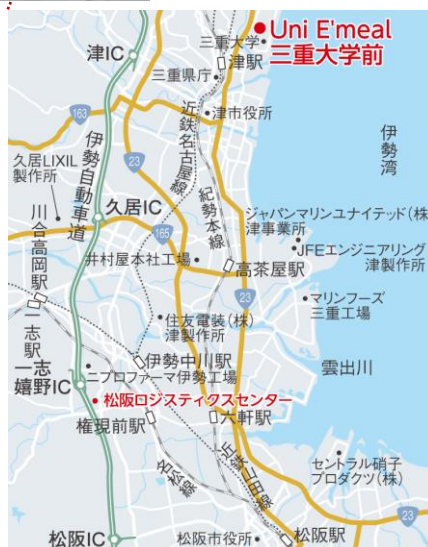 Uni E'meal
三重大学前
三重大学
津IC
津駅
三重県庁
163
近鉄名古屋線
津市役所
伊勢湾
伊勢自動車道
23
久居LIXIL
製作所
紀勢本線
久居IC
ジャパンマリンユナイテッド(株)
津事業所
川合高岡駅
165
JFEエンジニアリング
津製作所
井村屋本社工場
高茶屋駅
23
マリンフーズ
三重工場
住友電装(株)
津製作所
一志駅
伊勢中川駅
雲出川
一志
嬉野IC
ニプロファーマ伊勢工場
松阪ロジスティクスセンター
権現前駅
六軒駅
名松線
近鉄山田線
セントラル硝子
プロダクツ(株)
23
松阪IC
松阪市役所
松阪駅